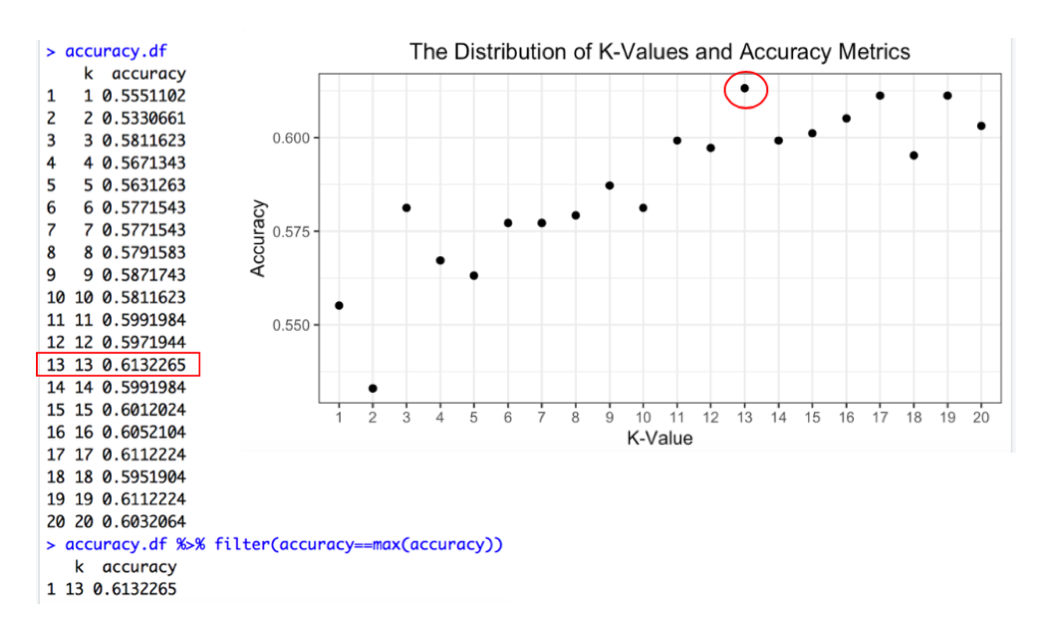 > accuracy.df
k accuracy
1 1 0.5551102
2 2 0.5330661
3 3 0.5811623
4 4 0.5671343
5 5 0.5631263
6 6 0.5771543
7 7 0.5771543
8 8 0.5791583
9 9 0.5871743
10 10 0.5811623
11 11 0.5991984
12 12 0.5971944
13 13 0.6132265
14 14 0.5991984
15 15 0.6012024
16 16 0.6052104
17 17 0.6112224
18 18 0.5951904
19 19 0.6112224
20 20 0.6032064
> accuracy.df %>% filter(accuracy==max(accuracy))
k accuracy
1 13 0.6132265
The Distribution of K-Values and Accuracy Metrics
Accuracy
0.600
0.575
0.550
1 2 3 4 5 6 7 8 9 10 11 12 13 14 15 16 17 18 19 20
K-Value